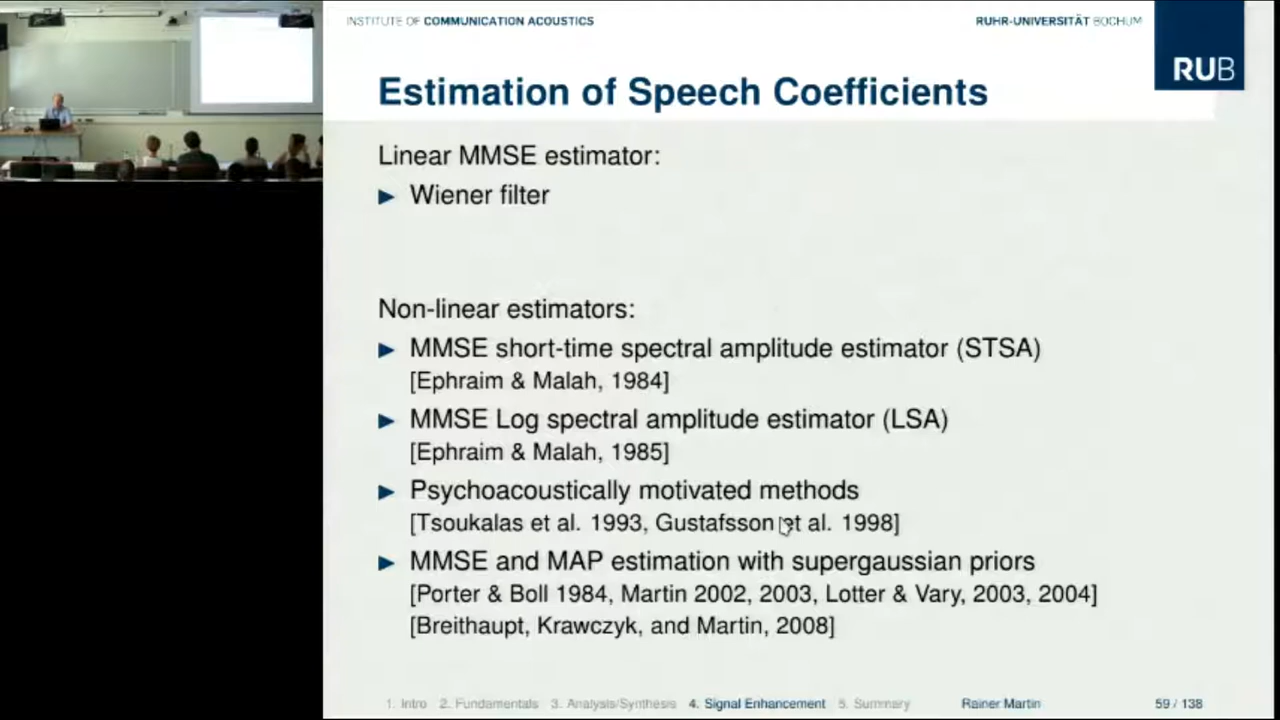 INSTITUTE OF COMMUNICATION ACOUSTICS
RUHR-UNIVERSITÄT BOCHUM
RUB
Estimation of Speech Coefficients
Linear MMSE estimator:
► Wiener filter
Non-linear estimators:
► MMSE short-time spectral amplitude estimator (STSA)
[Ephraim & Malah, 1984]
► MMSE Log spectral amplitude estimator (LSA)
[Ephraim & Malah, 1985]
► Psychoacoustically motivated methods
[Tsoukalas et al. 1993, Gustafsson et al. 1998]
► MMSE and MAP estimation with supergaussian priors
[Porter & Boll 1984, Martin 2002, 2003, Lotter & Vary, 2003, 2004]
[Breithaupt, Krawczyk, and Martin, 2008]
1. Intro 2. Fundamentals 3. Analysis/Synthesis 4. Signal Enhancement 5. Summary Rainer Martin 59 / 138